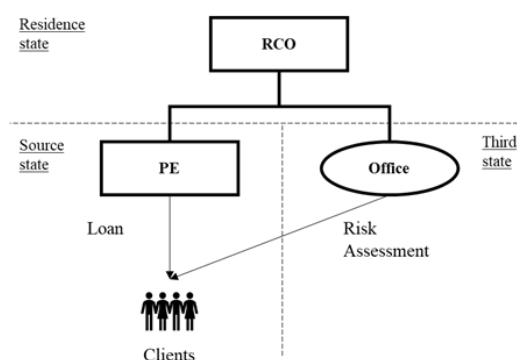 Residence
state
RCO
Source
state
Third
state
PE
Office
Loan
Risk
Assessment
Clients